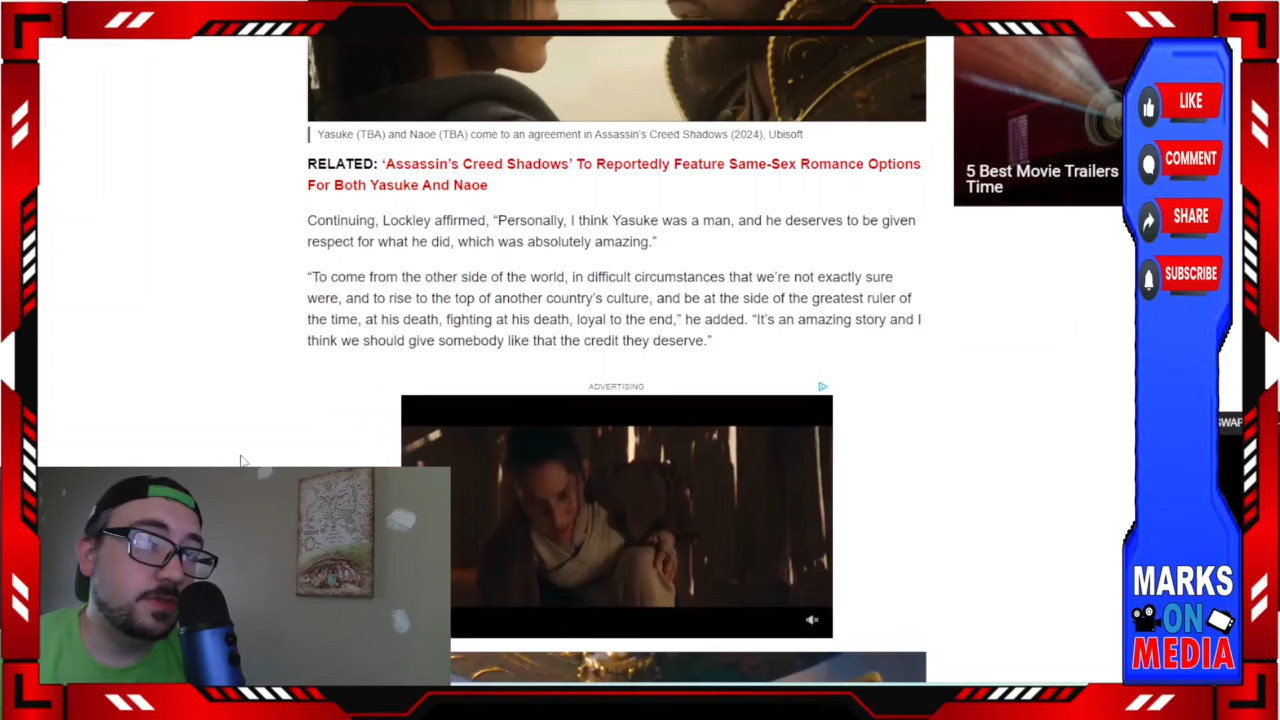 Yasuke (TBA) and Naoe (TBA) come to an agreement in Assassin's Creed Shadows (2024), Ubisoft
RELATED: ‘Assassin’s Creed Shadows’ To Reportedly Feature Same-Sex Romance Options
For Both Yasuke And Naoe
Continuing, Lockley affirmed, “Personally, I think Yasuke was a man, and he deserves to be given
respect for what he did, which was absolutely amazing.”
“To come from the other side of the world, in difficult circumstances that we’re not exactly sure
were, and to rise to the top of another country’s culture, and be at the side of the greatest ruler of
the time, at his death, fighting at his death, loyal to the end,” he added. “It’s an amazing story and I
think we should give somebody like that the credit they deserve.”
ADVERTISING
5 Best Movie Trailers
Time
LIKE
COMMENT
SHARE
SUBSCRIBE
MARKS
ON
MEDIA